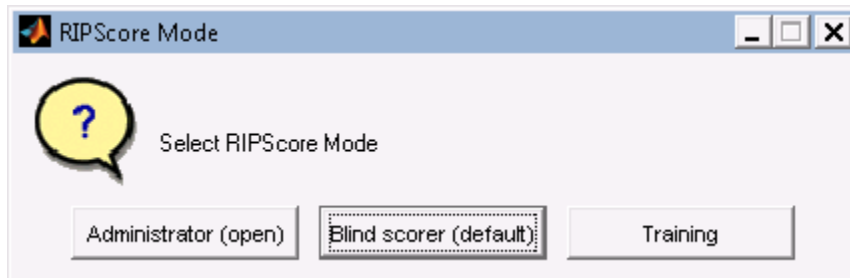 RIPScore Mode
?
Select RIPScore Mode
Administrator (open) Blind scorer (default) Training